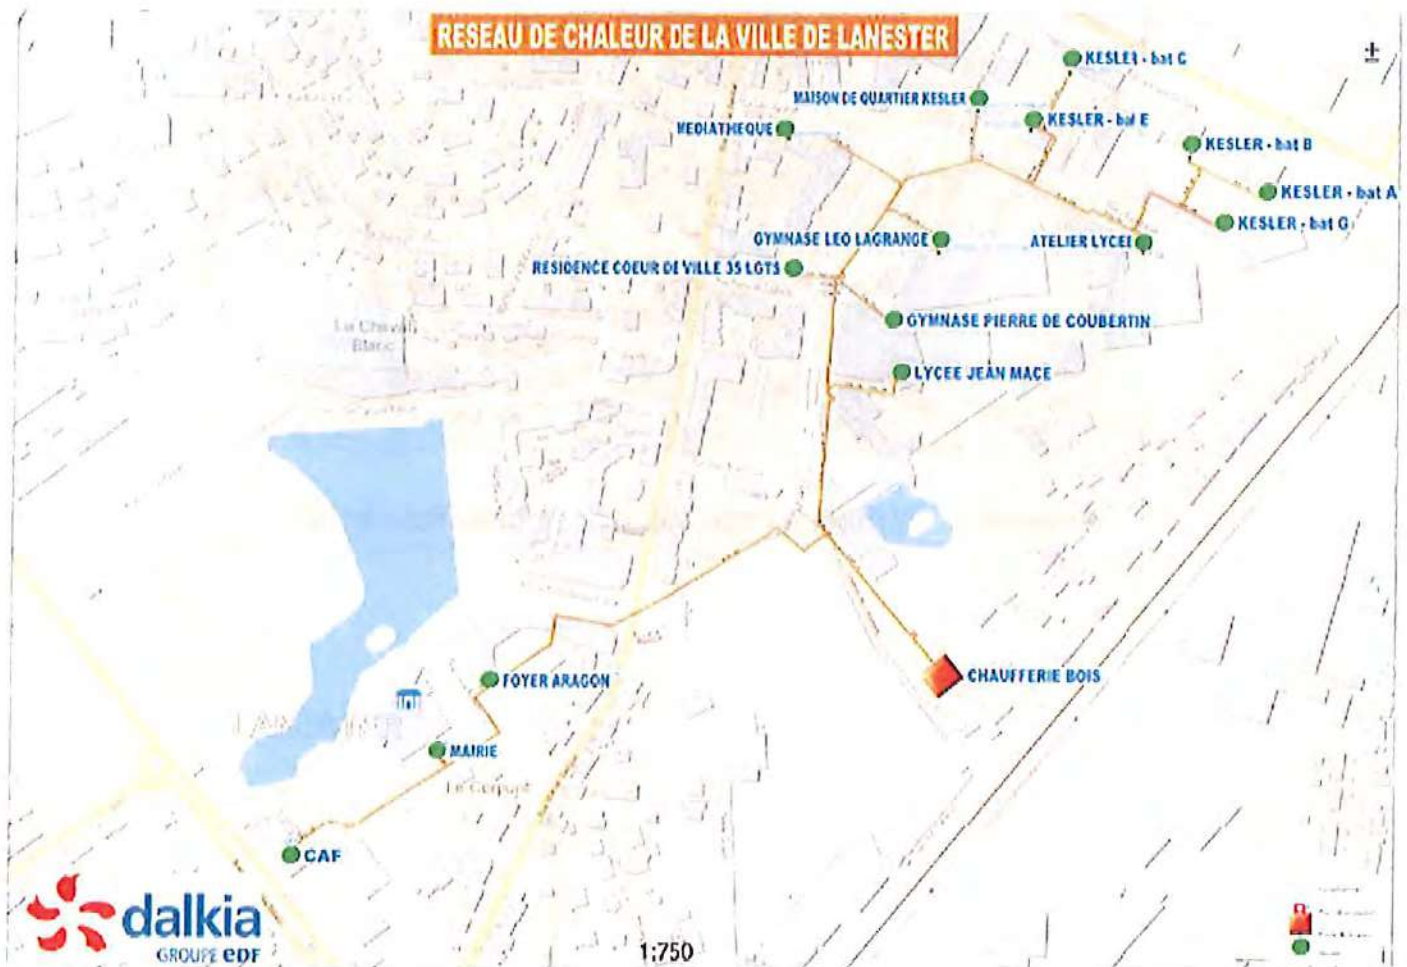 RESEAU DE CHALEUR DE LA VILLE DE LANESTER
±
KESLER - bat C
MAISON DE QUARTIER KESLER
KESLER - bat E
MEDIATHEQUE
KESLER - bat B
KESLER - bat A
KESLER - bat G
GYMNASE LEO LAGRANGE
ATELIER LYCEE
RESIDENCE COEUR DE VILLE 35 LGTS
GYMNASE PIERRE DE COUBERTIN
Blanc
LYCEE JEAN MACE
CHAUFFERIE BOIS
FOYER ARAGON
LANESTER
MAIRIE
CAF
dalkia
GROUPE EDF
1:750